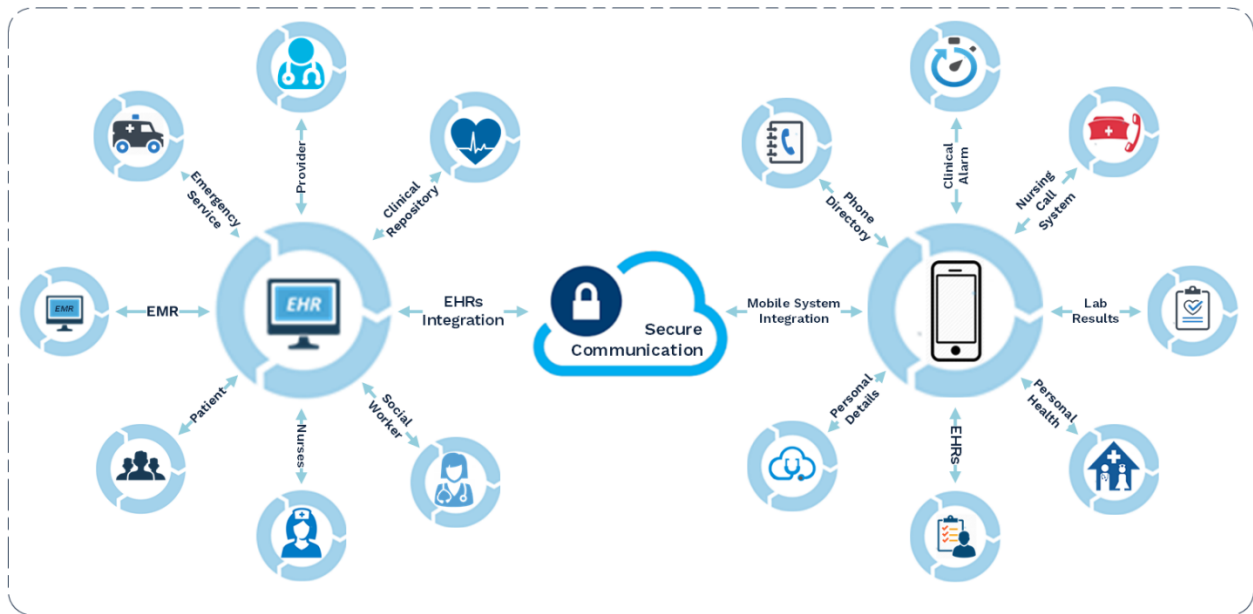 Provider
Emergency
Service
Clinical
Repository
EHR
EMR
EMR
Patient
Nurses
Social
Worker
EHRs
Integration
Secure
Communication
Mobile System
Integration
Phone
Directory
Clinical
Alarm
Nursing
Call
System
Lab
Results
Personal
Details
EHRs
Personal
Health